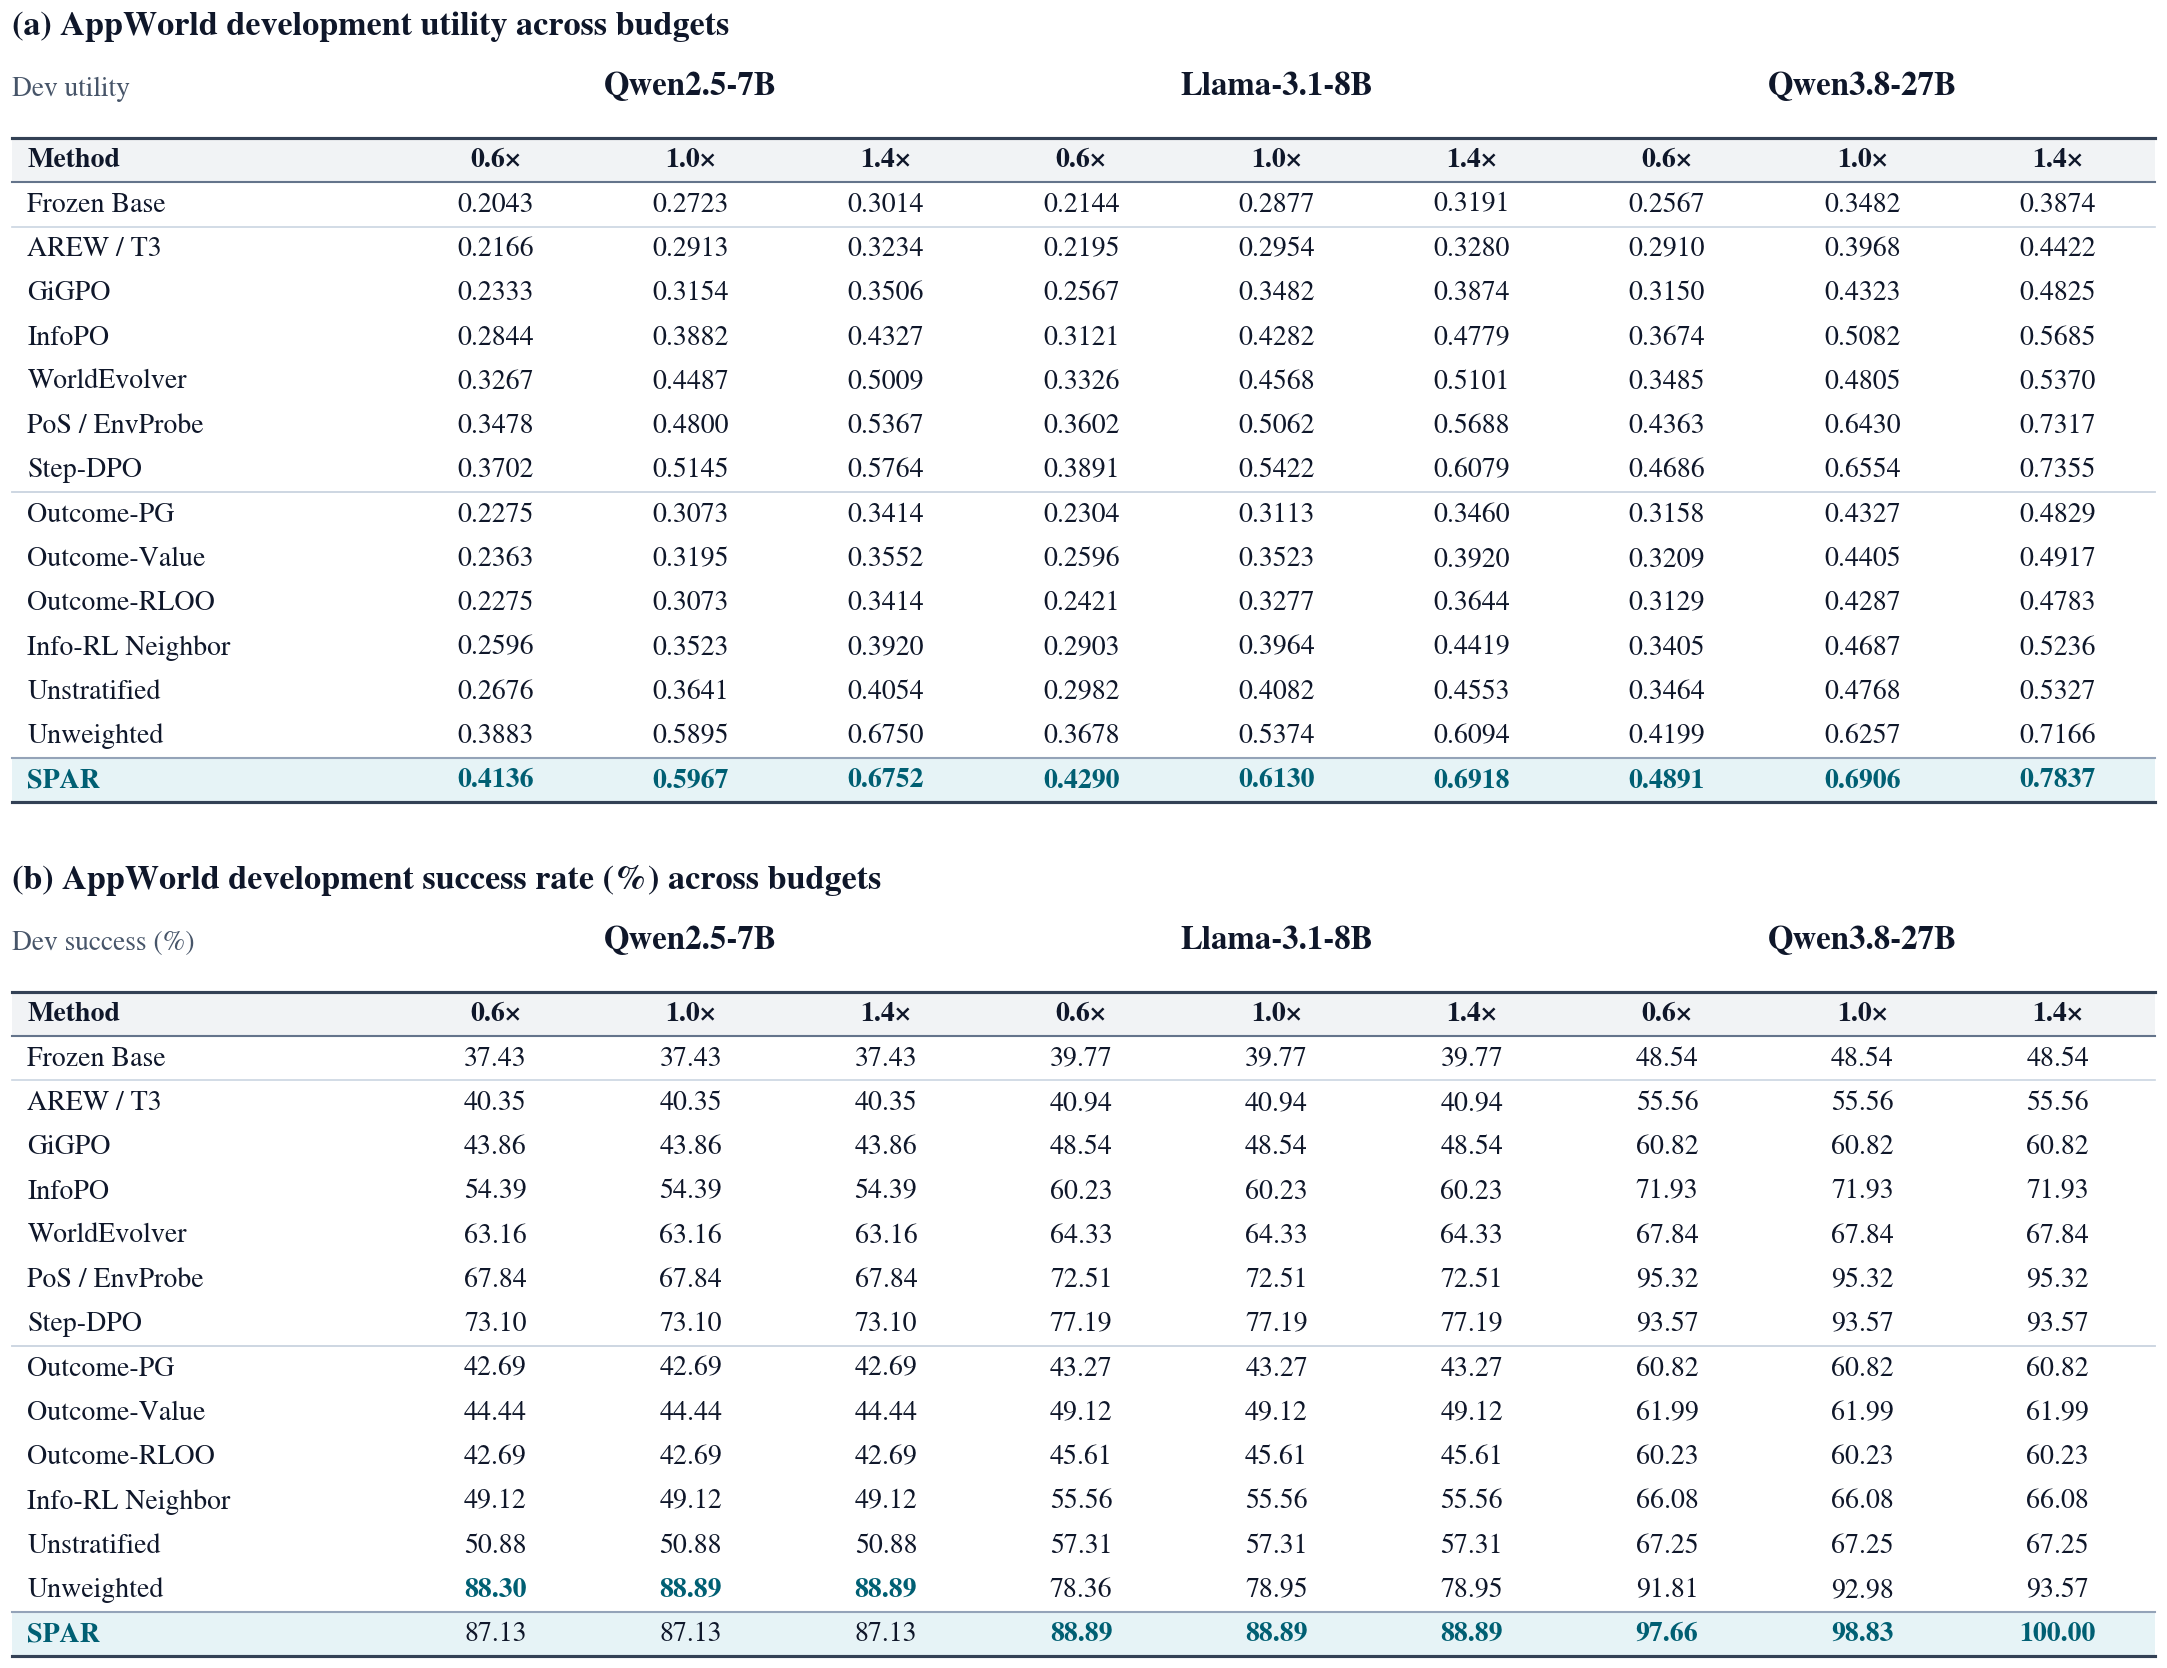 (a) AppWorld development utility across budgets
Dev utility Qwen2.5-7B Llama-3.1-8B Qwen3.8-27B
Method 0.6× 1.0× 1.4× 0.6× 1.0× 1.4× 0.6× 1.0× 1.4×
Frozen Base 0.2043 0.2723 0.3014 0.2144 0.2877 0.3191 0.2567 0.3482 0.3874
AREW / T3 0.2166 0.2913 0.3234 0.2195 0.2954 0.3280 0.2910 0.3968 0.4422
GiGPO 0.2333 0.3154 0.3506 0.2567 0.3482 0.3874 0.3150 0.4323 0.4825
InfoPO 0.2844 0.3882 0.4327 0.3121 0.4282 0.4779 0.3674 0.5082 0.5685
WorldEvolver 0.3267 0.4487 0.5009 0.3326 0.4568 0.5101 0.3485 0.4805 0.5370
PoS / EnvProbe 0.3478 0.4800 0.5367 0.3602 0.5062 0.5688 0.4363 0.6430 0.7317
Step-DPO 0.3702 0.5145 0.5764 0.3891 0.5422 0.6079 0.4686 0.6554 0.7355
Outcome-PG 0.2275 0.3073 0.3414 0.2304 0.3113 0.3460 0.3158 0.4327 0.4829
Outcome-Value 0.2363 0.3195 0.3552 0.2596 0.3523 0.3920 0.3209 0.4405 0.4917
Outcome-RLOO 0.2275 0.3073 0.3414 0.2421 0.3277 0.3644 0.3129 0.4287 0.4783
Info-RL Neighbor 0.2596 0.3523 0.3920 0.2903 0.3964 0.4419 0.3405 0.4687 0.5236
Unstratified 0.2676 0.3641 0.4054 0.2982 0.4082 0.4553 0.3464 0.4768 0.5327
Unweighted 0.3883 0.5895 0.6750 0.3678 0.5374 0.6094 0.4199 0.6257 0.7166
SPAR 0.4136 0.5967 0.6752 0.4290 0.6130 0.6918 0.4891 0.6906 0.7837
(b) AppWorld development success rate (%) across budgets
Dev success (%) Qwen2.5-7B Llama-3.1-8B Qwen3.8-27B
Method 0.6× 1.0× 1.4× 0.6× 1.0× 1.4× 0.6× 1.0× 1.4×
Frozen Base 37.43 37.43 37.43 39.77 39.77 39.77 48.54 48.54 48.54
AREW / T3 40.35 40.35 40.35 40.94 40.94 40.94 55.56 55.56 55.56
GiGPO 43.86 43.86 43.86 48.54 48.54 48.54 60.82 60.82 60.82
InfoPO 54.39 54.39 54.39 60.23 60.23 60.23 71.93 71.93 71.93
WorldEvolver 63.16 63.16 63.16 64.33 64.33 64.33 67.84 67.84 67.84
PoS / EnvProbe 67.84 67.84 67.84 72.51 72.51 72.51 95.32 95.32 95.32
Step-DPO 73.10 73.10 73.10 77.19 77.19 77.19 93.57 93.57 93.57
Outcome-PG 42.69 42.69 42.69 43.27 43.27 43.27 60.82 60.82 60.82
Outcome-Value 44.44 44.44 44.44 49.12 49.12 49.12 61.99 61.99 61.99
Outcome-RLOO 42.69 42.69 42.69 45.61 45.61 45.61 60.23 60.23 60.23
Info-RL Neighbor 49.12 49.12 49.12 55.56 55.56 55.56 66.08 66.08 66.08
Unstratified 50.88 50.88 50.88 57.31 57.31 57.31 67.25 67.25 67.25
Unweighted 88.30 88.89 88.89 78.36 78.95 78.95 91.81 92.98 93.57
SPAR 87.13 87.13 87.13 88.89 88.89 88.89 97.66 98.83 100.00